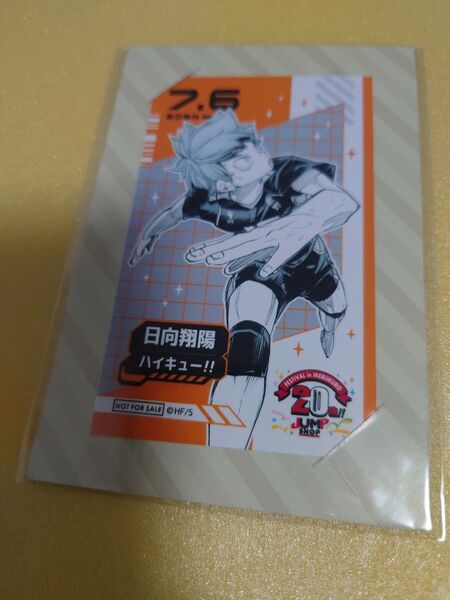 7.6
日向翔陽
ハイキュー!!
NOT FOR SALE ©HF/S
FESTIVAL in IKEBUKURO
20th!!
JUMP
SHOP